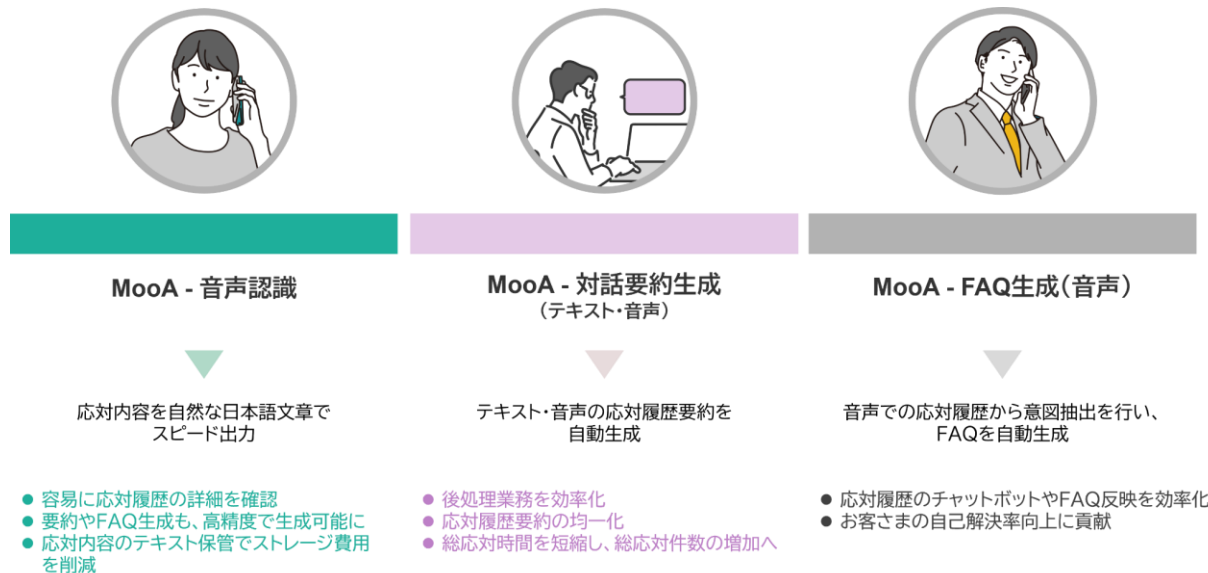 MooA - 音声認識
応対内容を自然な日本語文章で
スピード出力
● 容易に応対履歴の詳細を確認
● 要約やFAQ生成も、高精度で生成可能に
● 応対内容のテキスト保管でストレージ費用
を削減
MooA - 対話要約生成
（テキスト・音声）
テキスト・音声の応対履歴要約を
自動生成
● 後処理業務を効率化
● 応対履歴要約の均一化
● 総応対時間を短縮し、総応対件数の増加へ
MooA - FAQ生成（音声）
音声での応対履歴から意図抽出を行い、
FAQを自動生成
● 応対履歴のチャットボットやFAQ反映を効率化
● お客さまの自己解決率向上に貢献